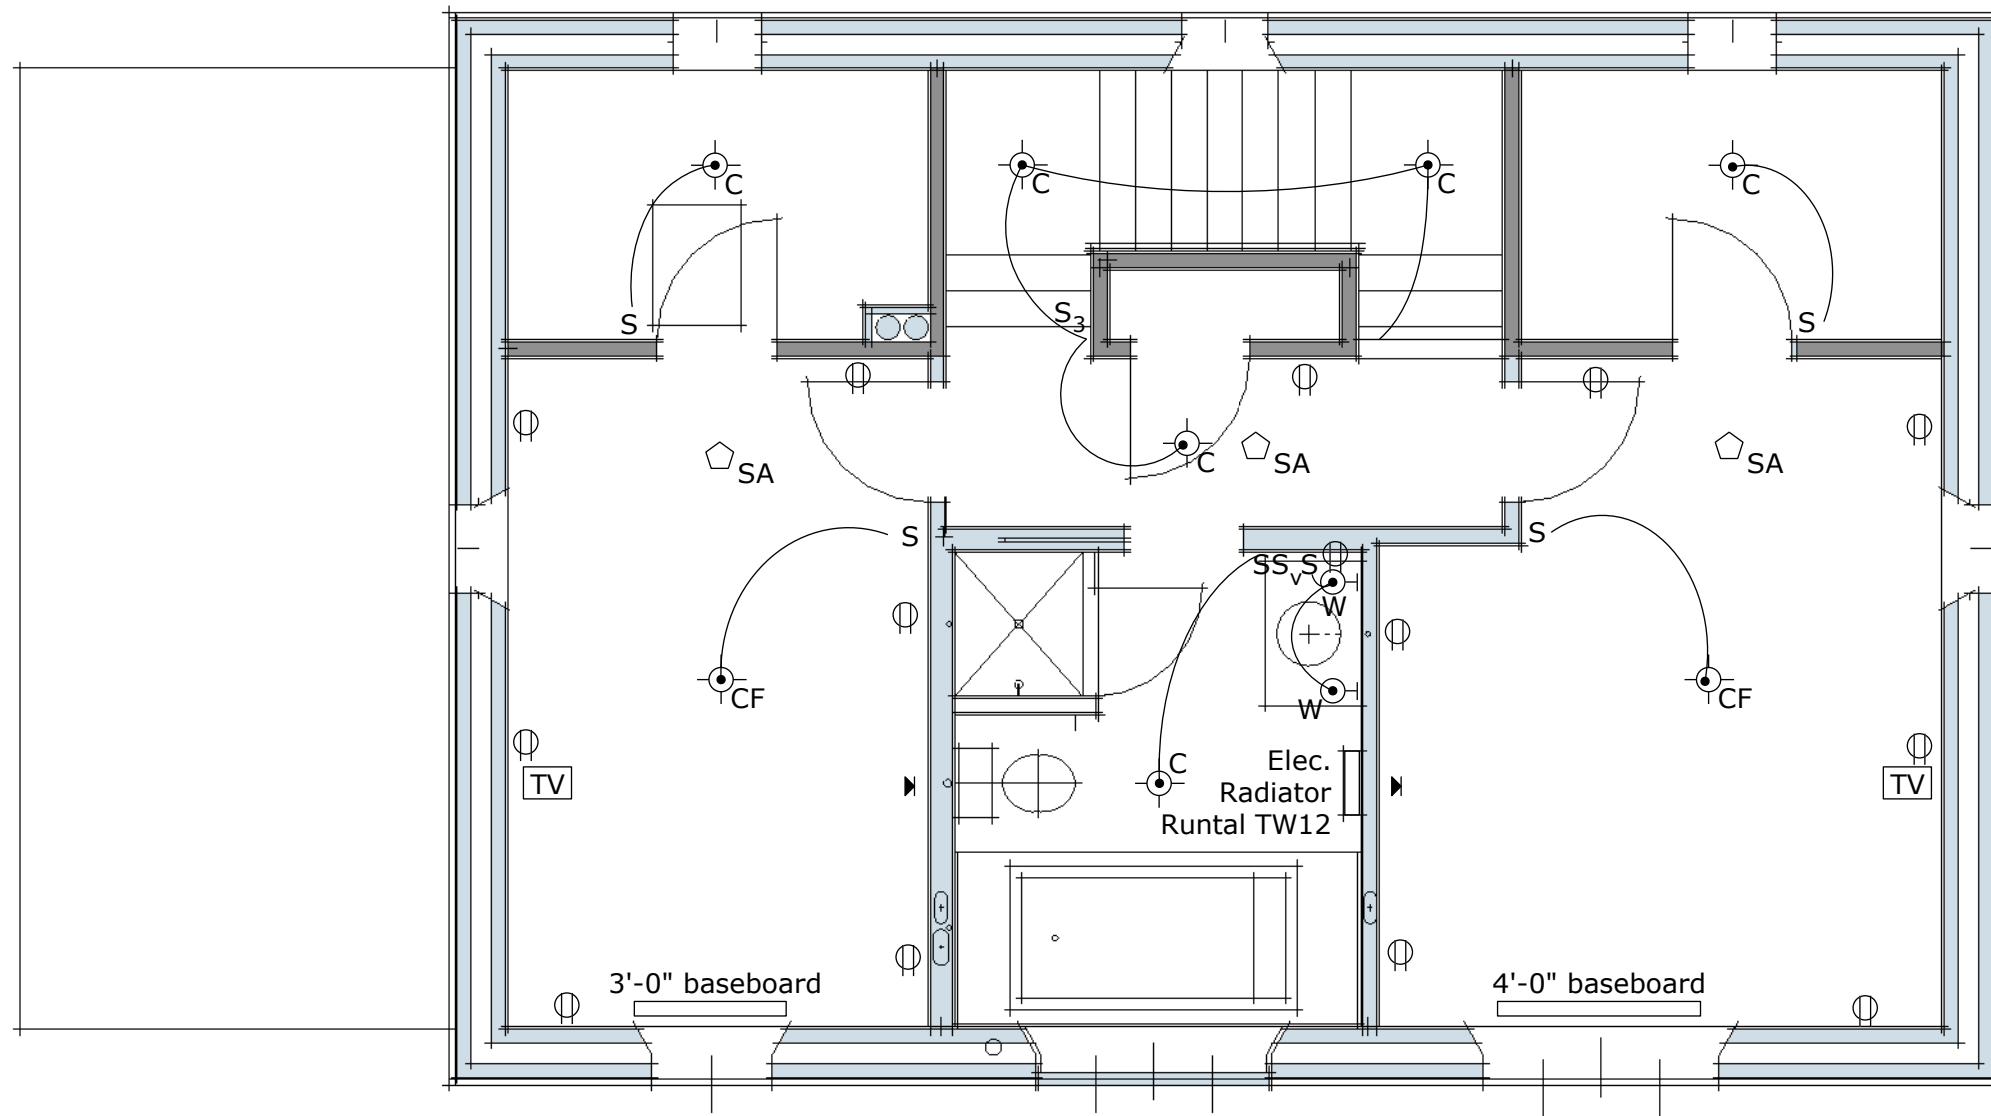 C
C
C
C
S
S3
S
SA
C
SA
SA
S
S
SSvS
W
CF
W
CF
C
Elec.
Radiator
Runtal TW12
TV
TV
3'-0" baseboard
4'-0" baseboard